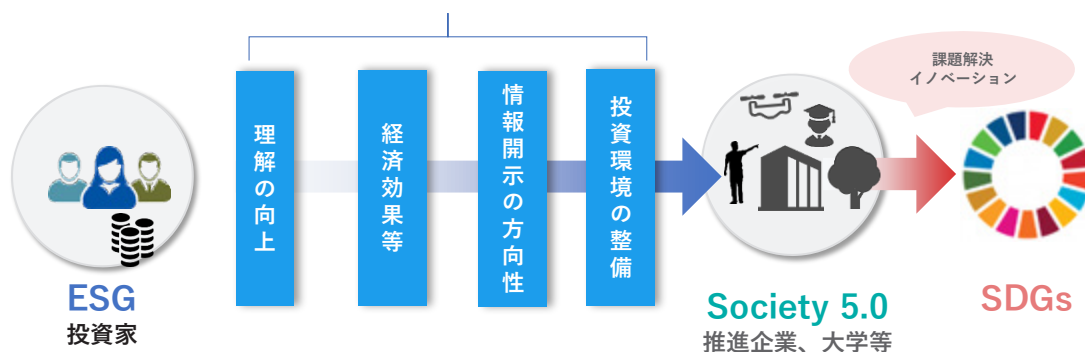 課題解決
イノベーション
理解の向上
経済効果等
情報開示の方向性
投資環境の整備
ESG
投資家
Society 5.0
推進企業、大学等
SDGs